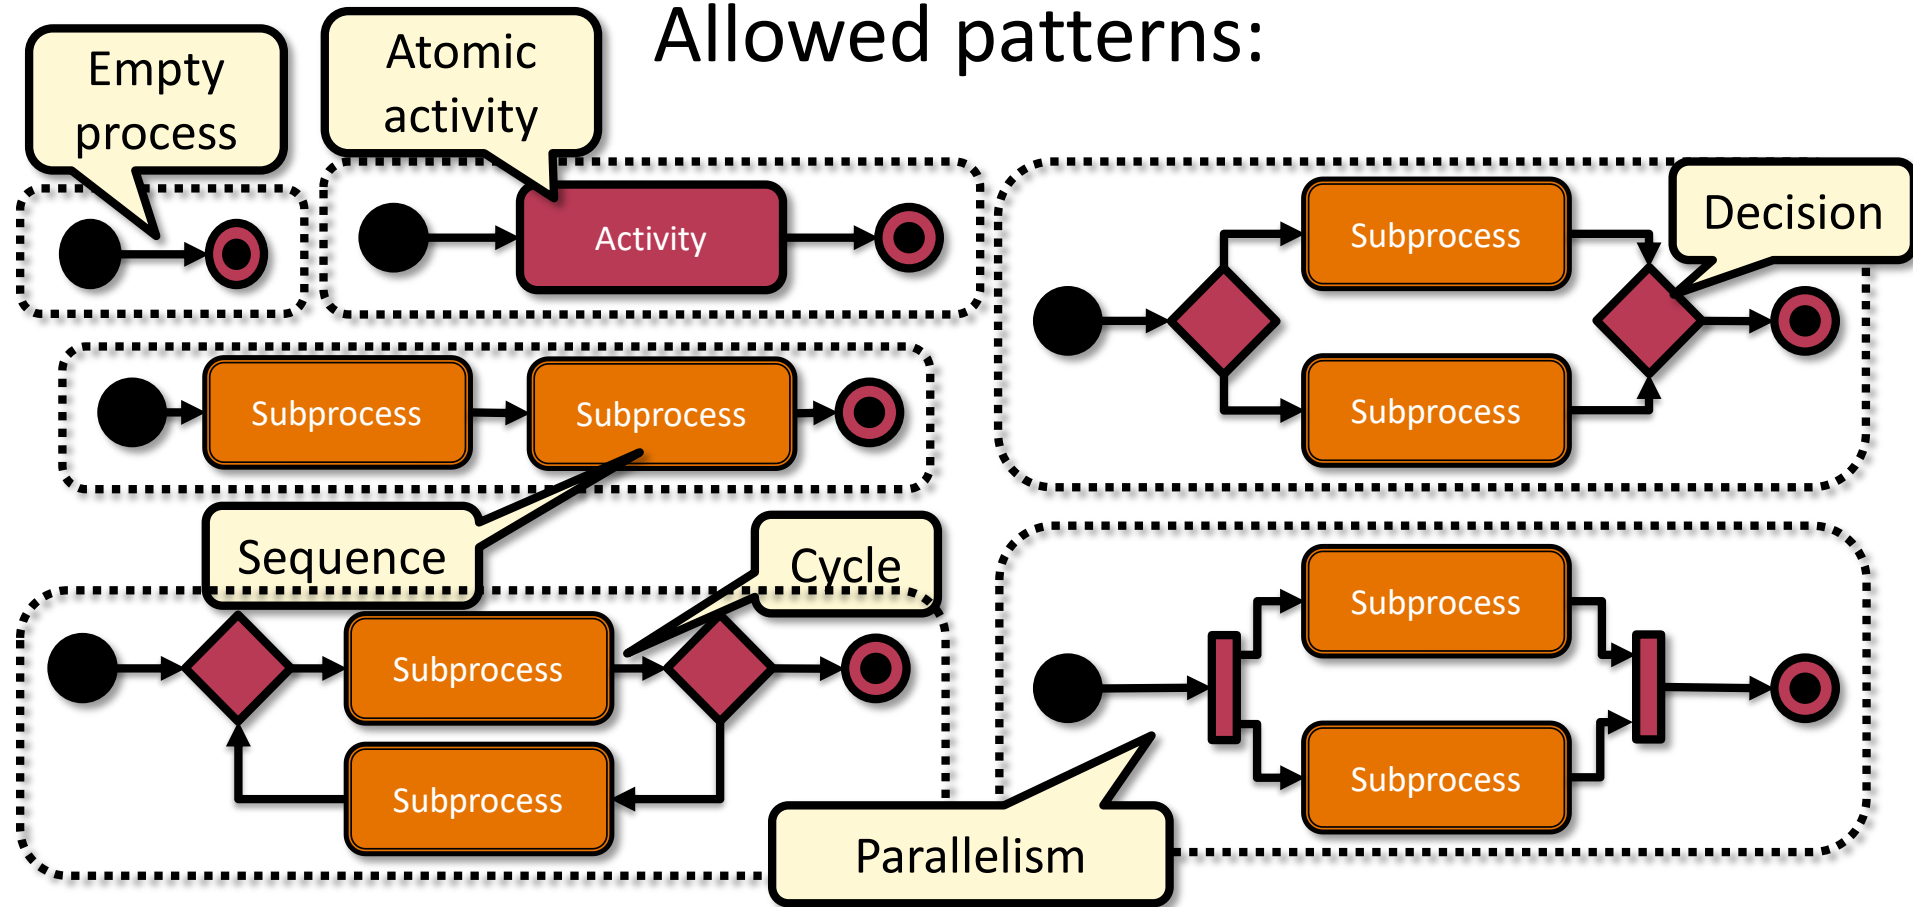 Allowed patterns:
Empty
process
Atomic
activity
Activity
Subprocess
Decision
Subprocess
Subprocess
Subprocess
Sequence
Cycle
Subprocess
Subprocess
Subprocess
Subprocess
Parallelism